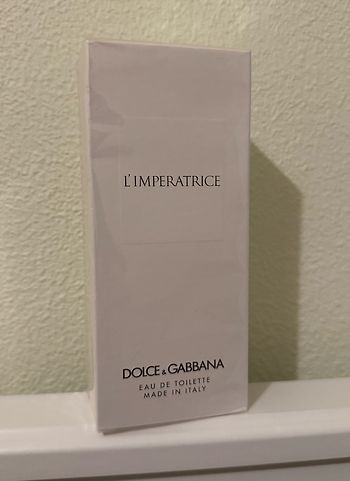 L'IMPERATRICE
DOLCE & GABBANA
EAU DE TOILETTE
MADE IN ITALY